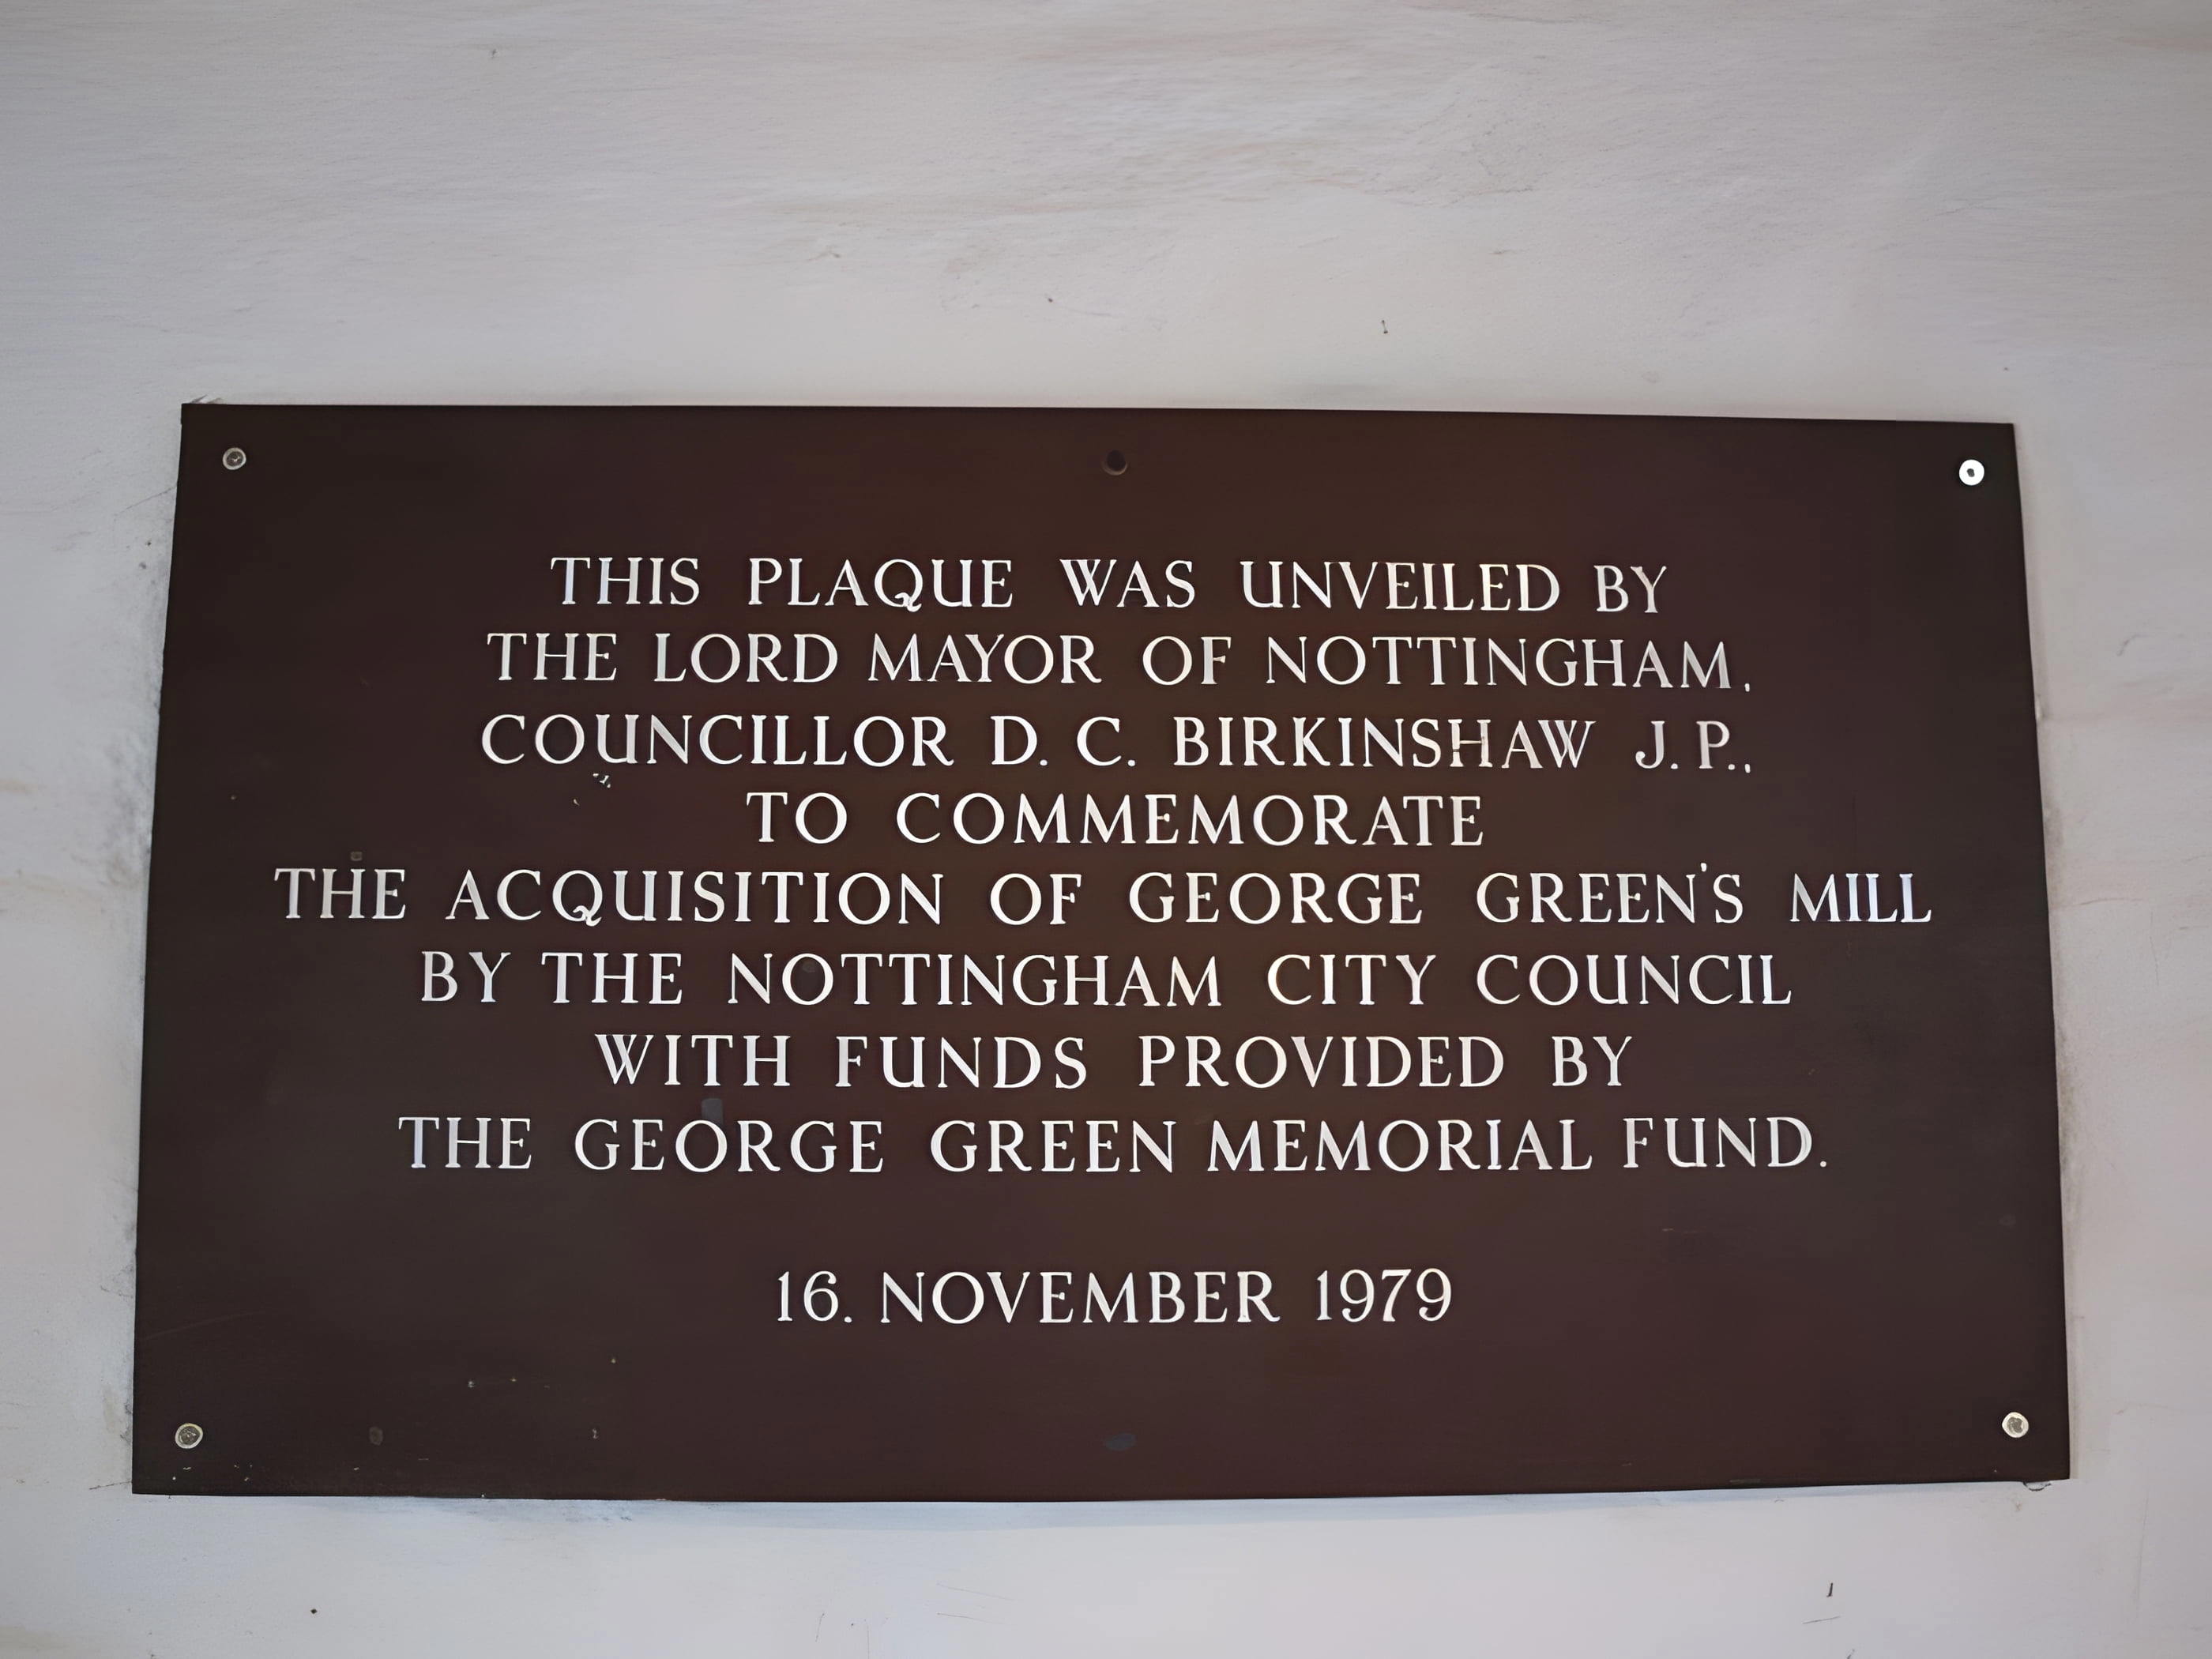 THIS PLAQUE WAS UNVEILED BY
THE LORD MAYOR OF NOTTINGHAM,
COUNCILLOR D. C. BIRKINSHAW J.P.,
TO COMMEMORATE
THE ACQUISITION OF GEORGE GREEN'S MILL
BY THE NOTTINGHAM CITY COUNCIL
WITH FUNDS PROVIDED BY
THE GEORGE GREEN MEMORIAL FUND.
16. NOVEMBER 1979